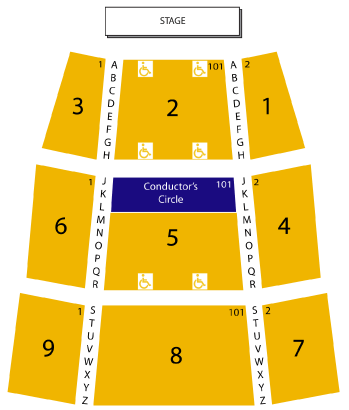 STAGE
1 A 101 A 2
B B
C C
D D
3 E 2 E 1
F F
G G
H H
1 J Conductor's 101 J 2
K Circle K
L L
M M
6 N 5 N 4
O O
P P
Q Q
R R
1 S 101 S 2
T T
U U
9 V 8 V 7
W W
X X
Y Y
Z Z